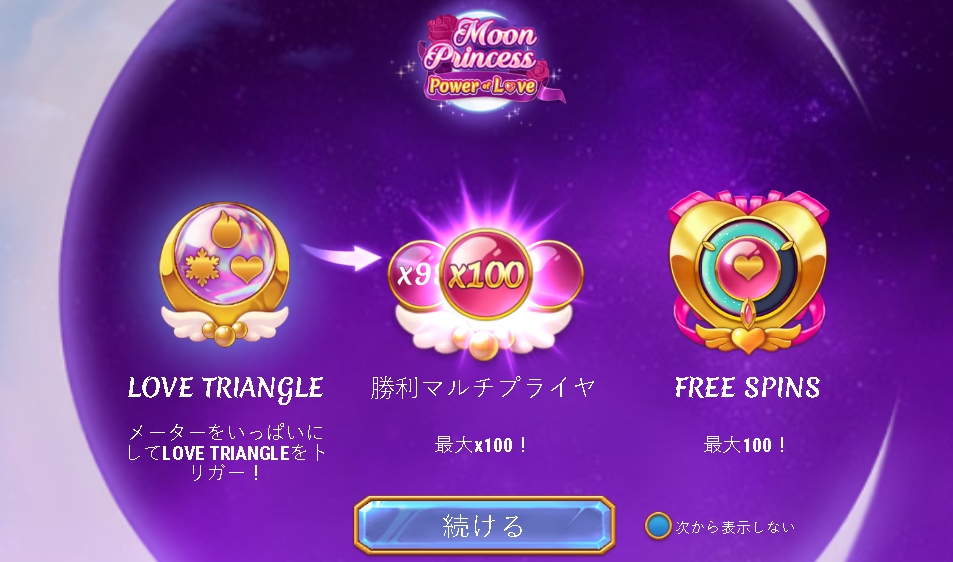 Moon
Princess
Power of Love
x9
x100
LOVE TRIANGLE
勝利マルチプライヤ
FREE SPINS
メーターをいっぱいに
してLOVE TRIANGLEをト
リガー！
最大x100！
最大100！
続ける
次から表示しない